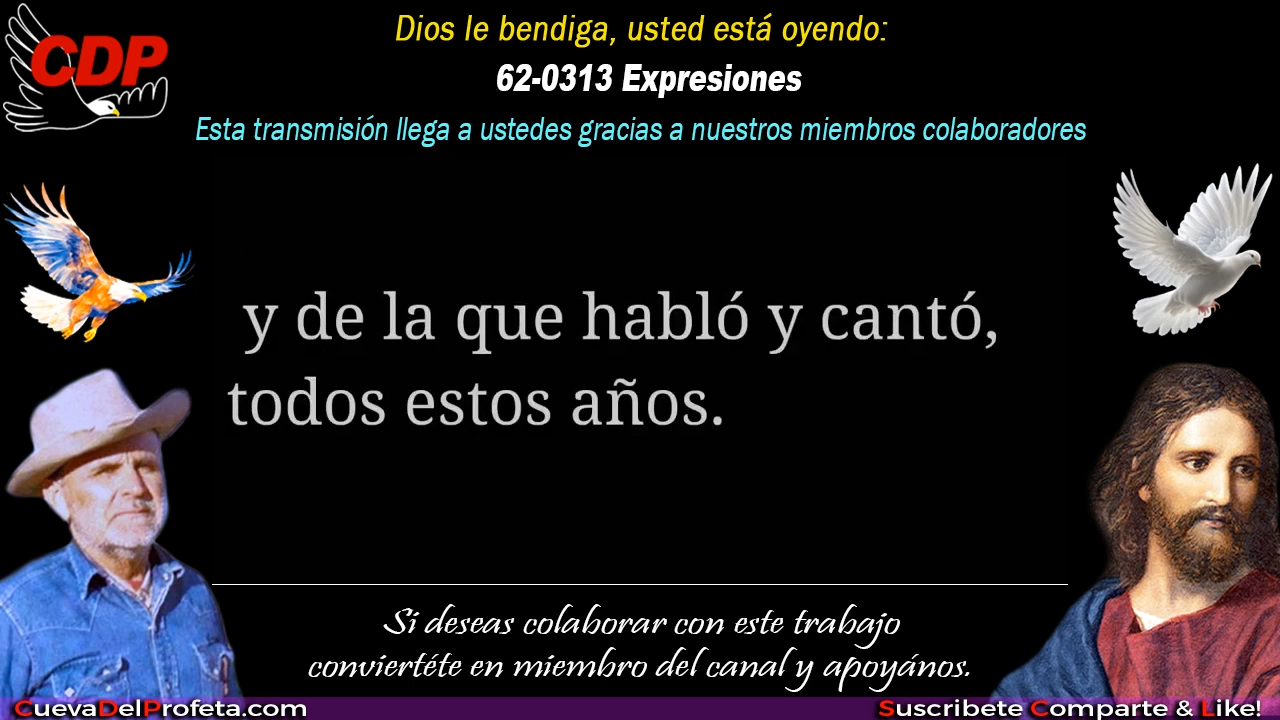 CDP
Dios le bendiga, usted está oyendo:
62-0313 Expresiones
Esta transmisión llega a ustedes gracias a nuestros miembros colaboradores
y de la que habló y cantó,
todos estos años.
Si deseas colaborar con este trabajo
conviertéte en miembro del canal y apoyános.
CuevaDelProfeta.com
Suscribete Comparte & Like!